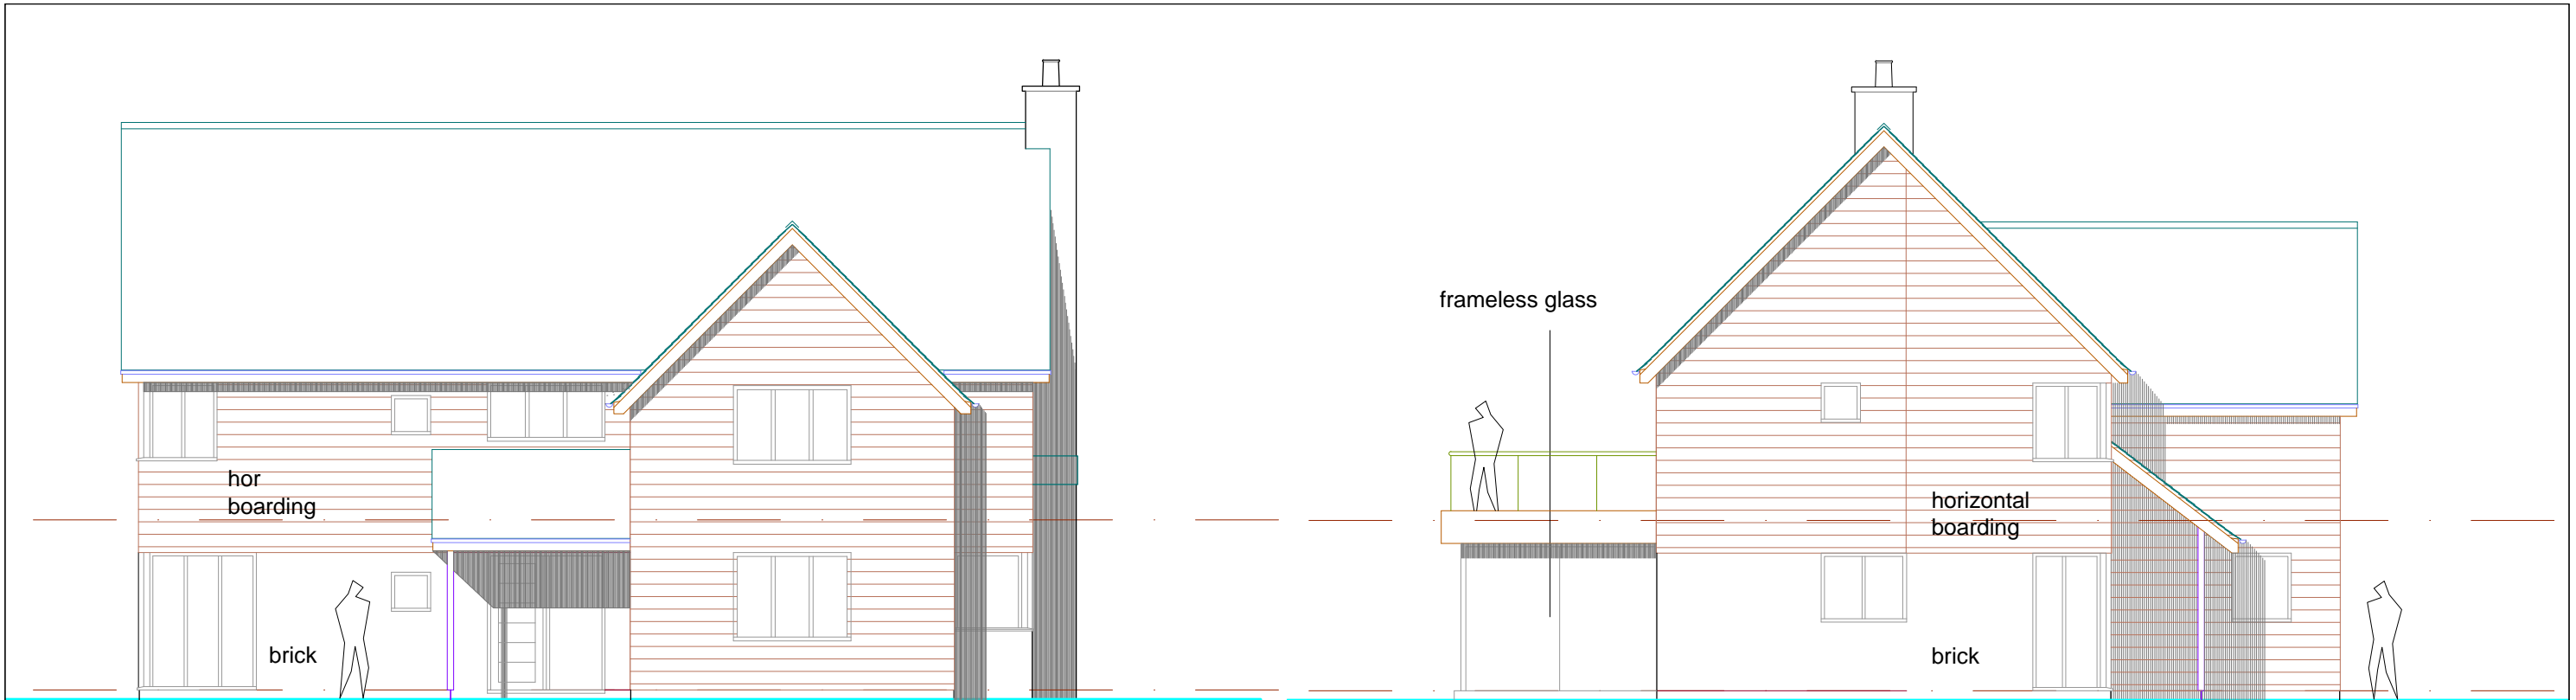 hor
boarding
brick
frameless glass
horizontal
boarding
brick